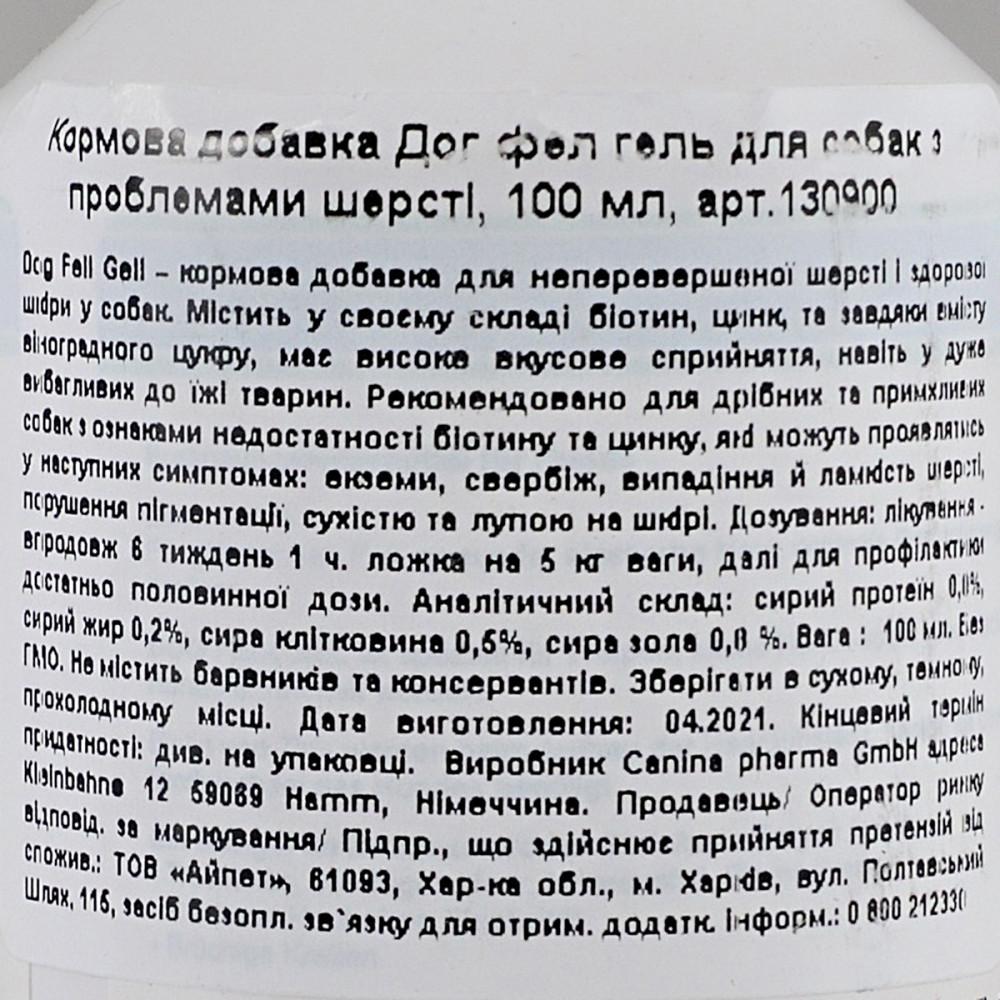 Кормова добавка Дог фел гель для собак з
проблемами шерсті, 100 мл, арт.130900
Dog Fell Gell – кормова добавка для неперевершеної шерсті і здорової
шкіри у собак. Містить у своєму складі біотин, цинк, та завдяки вмісту
виноградного цукру, має високе вкусове сприйняття, навіть у дуже
вибагливих до їжі тварин. Рекомендовано для дрібних та примхливих
собак з ознаками недостатності біотину та цинку, які можуть проявлятись
у наступних симптомах: екземи, свербіж, випадіння й ламкість шерсті,
порушення пігментації, сухістю та лупою на шкірі. Дозування: лікування -
впродовж 6 тиждень 1 ч. ложка на 5 кг ваги, далі для профілактики
достатньо половинної дози. Аналітичний склад: сирий протеїн
сирий жир 0,2%, сира клітковина 0,5%, сира зола %. Вага : 100 мл. Без
ГМО. Не містить барвників та консервантів. Зберігати в сухому, темному,
прохолодному місці. Дата виготовлення: 04.2021. Кінцевий термін
придатності: див. на упаковці. Виробник Canina pharma GmbH адреса
Kleinbahne 12 59069 Hamm, Німеччина. Продавець/ Оператор ринку
відповід. за маркування/ Підпр., що здійснює прийняття претензій від
спожив.: ТОВ «Айпет», 61093, Хар-ка обл., м. Харків, вул. Полтавський
Шлях, 115, засіб безопл. зв`язку для отрим. додатк. інформ.: 0 800 212330